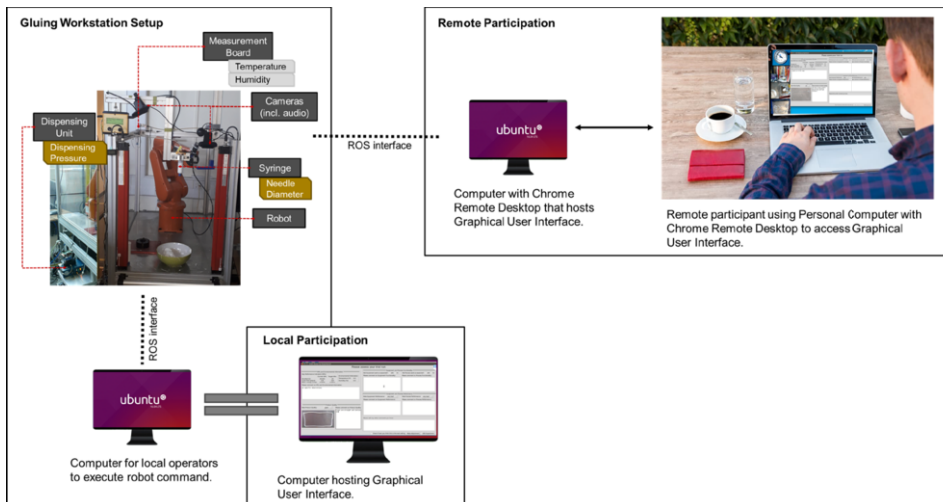 Gluing Workstation Setup
Measurement
Board
Temperature
Humidity
Cameras
(incl. audio)
Dispensing
Unit
Dispensing
Pressure
Syringe
Needle
Diameter
Robot
ROS interface
ubuntu
Computer for local operators
to execute robot command.
Local Participation
Computer hosting Graphical
User Interface.
Remote Participation
ROS interface
ubuntu
Computer with Chrome
Remote Desktop that hosts
Graphical User Interface.
Remote participant using Personal Computer with
Chrome Remote Desktop to access Graphical
User Interface.